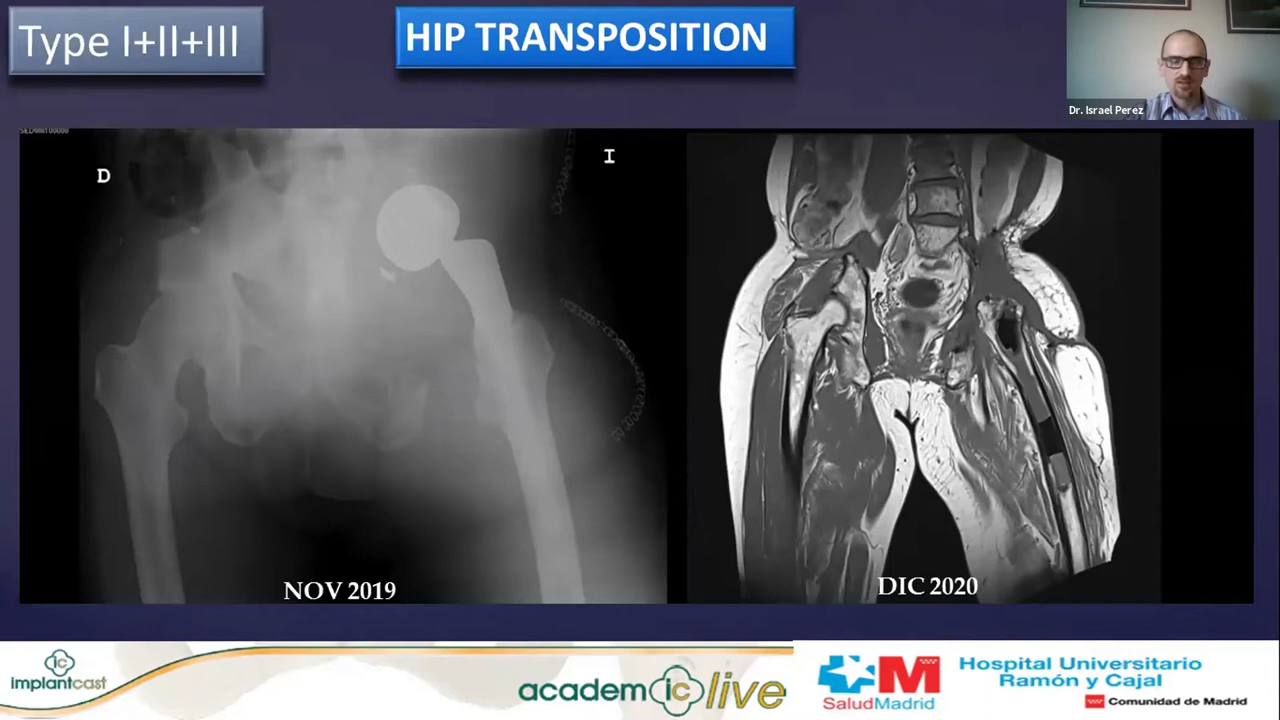 Type I+II+III
HIP TRANSPOSITION
Dr. Israel Perez
D
I
NOV 2019
DIC 2020
ic
implantcast
academ ic live
SaludMadrid
Hospital Universitario
Ramón y Cajal
Comunidad de Madrid